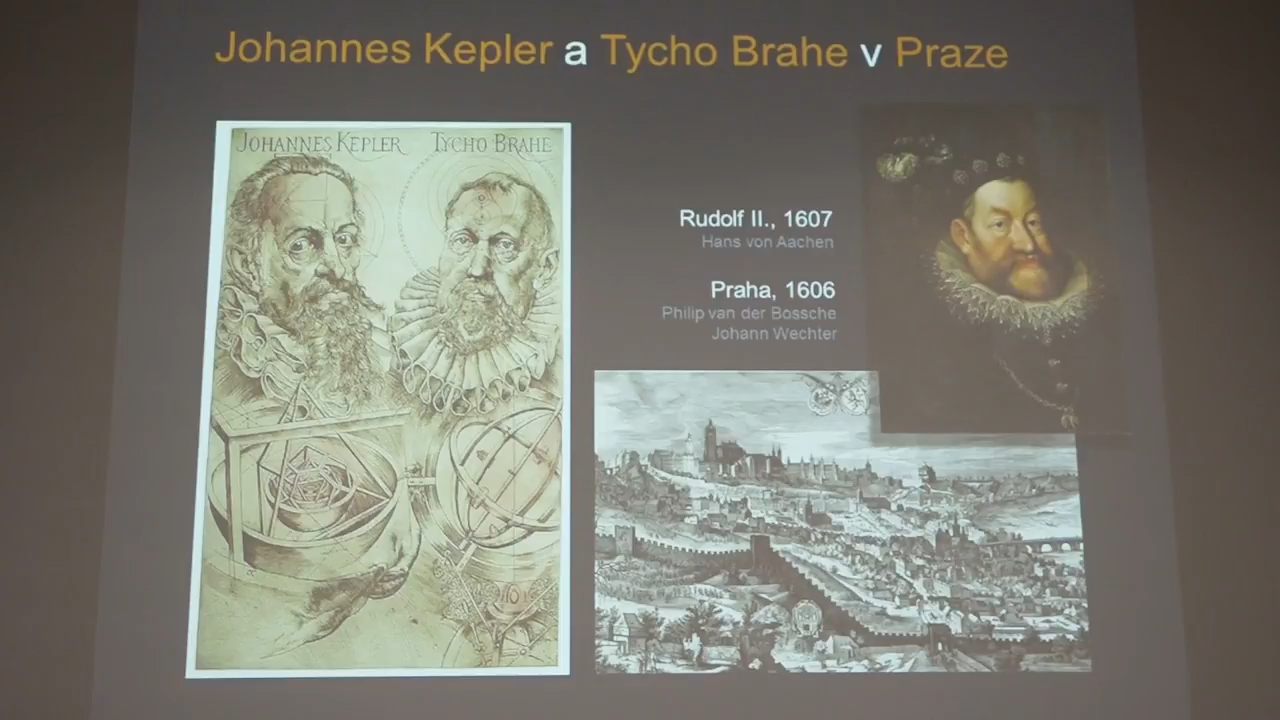 Johannes Kepler a Tycho Brahe v Praze
JOHANNES KEPLER TYCHO BRAHE
Rudolf II., 1607
Hans von Aachen
Praha, 1606
Philip van der Bossche
Johann Wechter